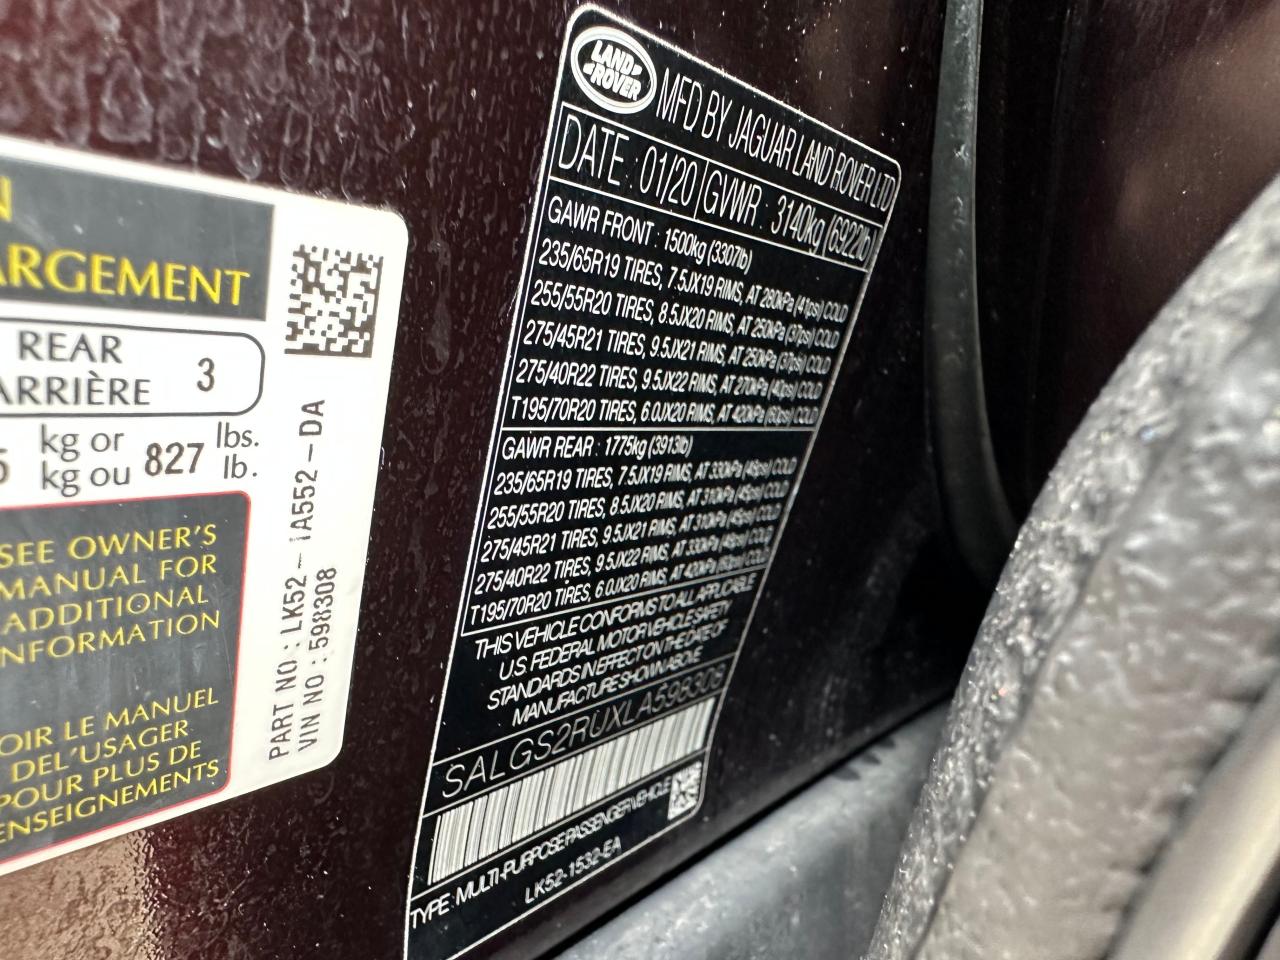 N
ARGEMENT
REAR
ARRIÈRE 3
kg or 827 lbs.
kg ou lb.
SEE OWNER'S
MANUAL FOR
ADDITIONAL
INFORMATION
OIR LE MANUEL
DEL'USAGER
POUR PLUS DE
ENSEIGNEMENTS
PART NO : LK52 - 1A552 - DA
VIN NO : 598308
LAND ROVER
MFD BY JAGUAR LAND ROVER LTD
DATE : 01/20 GVWR : 3140kg (6922lb)
GAWR FRONT : 1500kg (3307lb)
235/65R19 TIRES, 7.5JX19 RIMS, AT 280kPa (41psi) COLD
255/55R20 TIRES, 8.5JX20 RIMS, AT 250kPa (37psi) COLD
275/45R21 TIRES, 9.5JX21 RIMS, AT 250kPa (37psi) COLD
275/40R22 TIRES, 9.5JX22 RIMS, AT 270kPa (40psi) COLD
T195/70R20 TIRES, 6.0JX20 RIMS, AT 420kPa (60psi) COLD
GAWR REAR : 1775kg (3913lb)
235/65R19 TIRES, 7.5JX19 RIMS, AT 330kPa (48psi) COLD
255/55R20 TIRES, 8.5JX20 RIMS, AT 310kPa (45psi) COLD
275/45R21 TIRES, 9.5JX21 RIMS, AT 310kPa (45psi) COLD
275/40R22 TIRES, 9.5JX22 RIMS, AT 330kPa (48psi) COLD
T195/70R20 TIRES, 6.0JX20 RIMS, AT 420kPa (60psi) COLD
THIS VEHICLE CONFORMS TO ALL APPLICABLE
U.S. FEDERAL MOTOR VEHICLE SAFETY
STANDARDS IN EFFECT ON THE DATE OF
MANUFACTURE SHOWN ABOVE
SALGS2RUXLA598308
TYPE : MULTI-PURPOSE PASSENGER VEHICLE
LK52-1532-EA